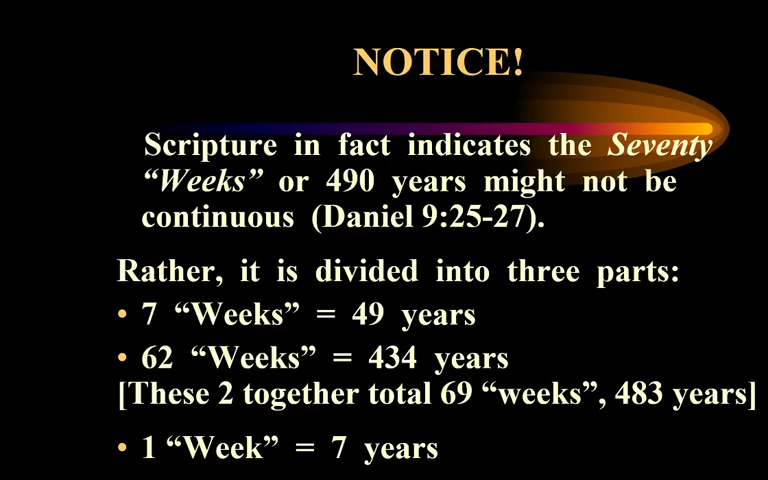 NOTICE!
Scripture in fact indicates the Seventy
“Weeks” or 490 years might not be
continuous (Daniel 9:25-27).
Rather, it is divided into three parts:
• 7 “Weeks” = 49 years
• 62 “Weeks” = 434 years
[These 2 together total 69 “weeks”, 483 years]
• 1 “Week” = 7 years